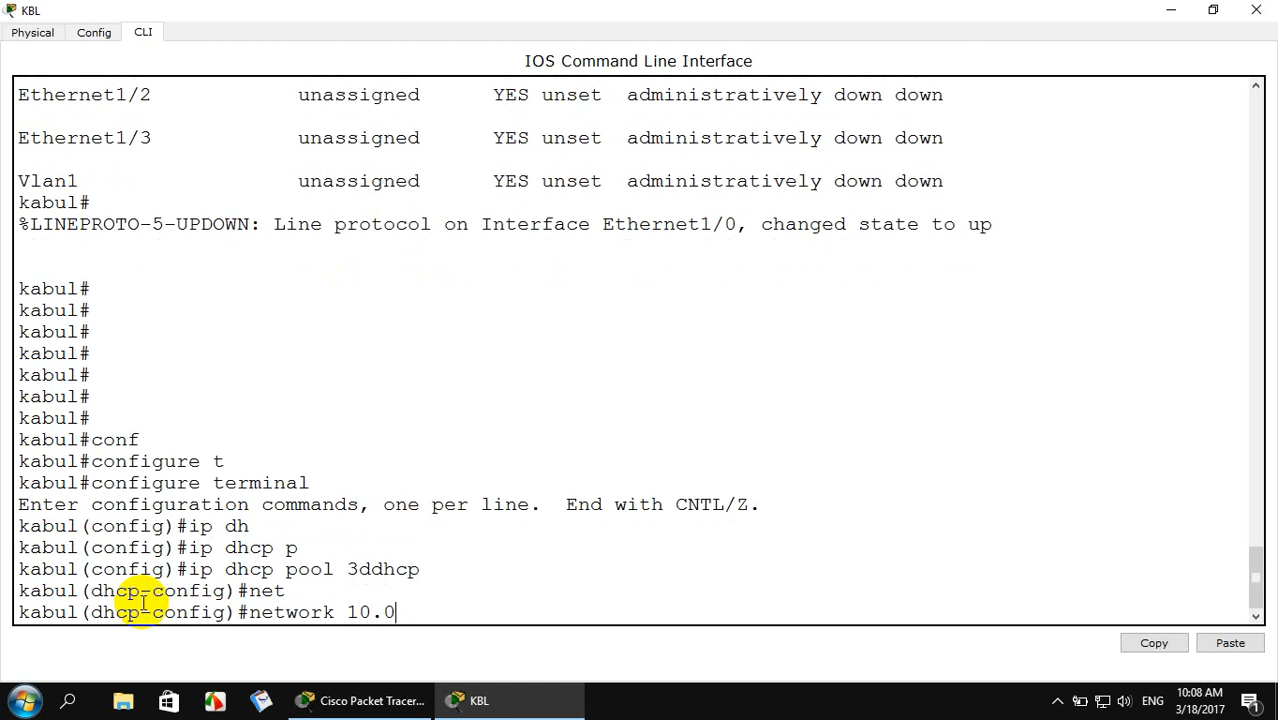 KBL
Physical Config CLI
IOS Command Line Interface
Ethernet1/2 unassigned YES unset administratively down down
Ethernet1/3 unassigned YES unset administratively down down
Vlan1 unassigned YES unset administratively down down
kabul#
%LINEPROTO-5-UPDOWN: Line protocol on Interface Ethernet1/0, changed state to up
kabul#
kabul#
kabul#
kabul#
kabul#
kabul#
kabul#
kabul#conf
kabul#configure t
kabul#configure terminal
Enter configuration commands, one per line. End with CNTL/Z.
kabul(config)#ip dh
kabul(config)#ip dhcp p
kabul(config)#ip dhcp pool 3ddhcp
kabul(dhcp-config)#net
kabul(dhcp-config)#network 10.0
Copy Paste
Cisco Packet Tracer... KBL ENG 10:08 AM
3/18/2017 1